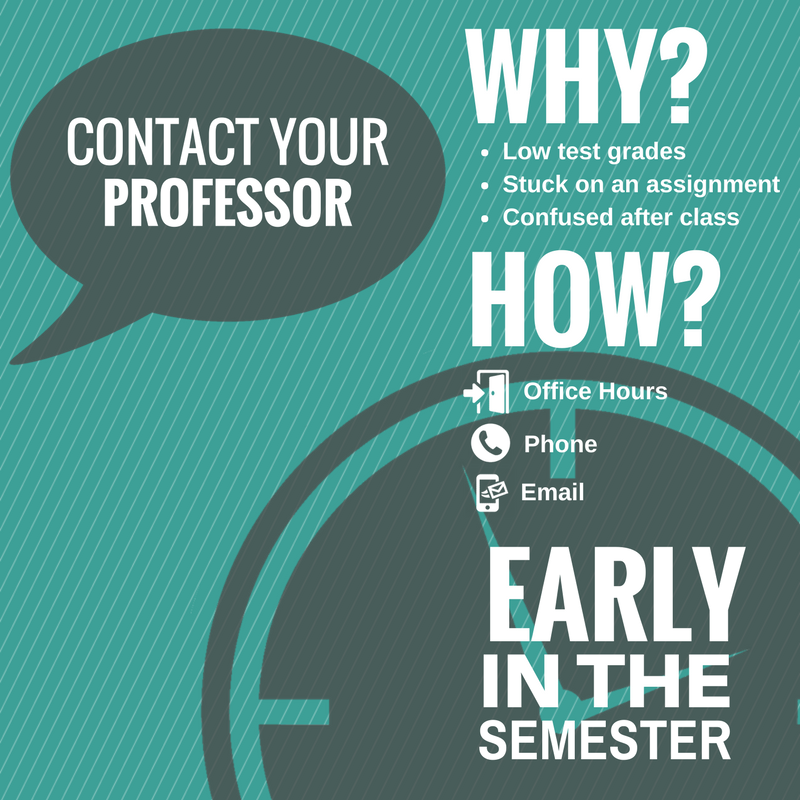 CONTACT YOUR
PROFESSOR
WHY?
• Low test grades
• Stuck on an assignment
• Confused after class
HOW?
Office Hours
Phone
Email
EARLY
IN THE
SEMESTER